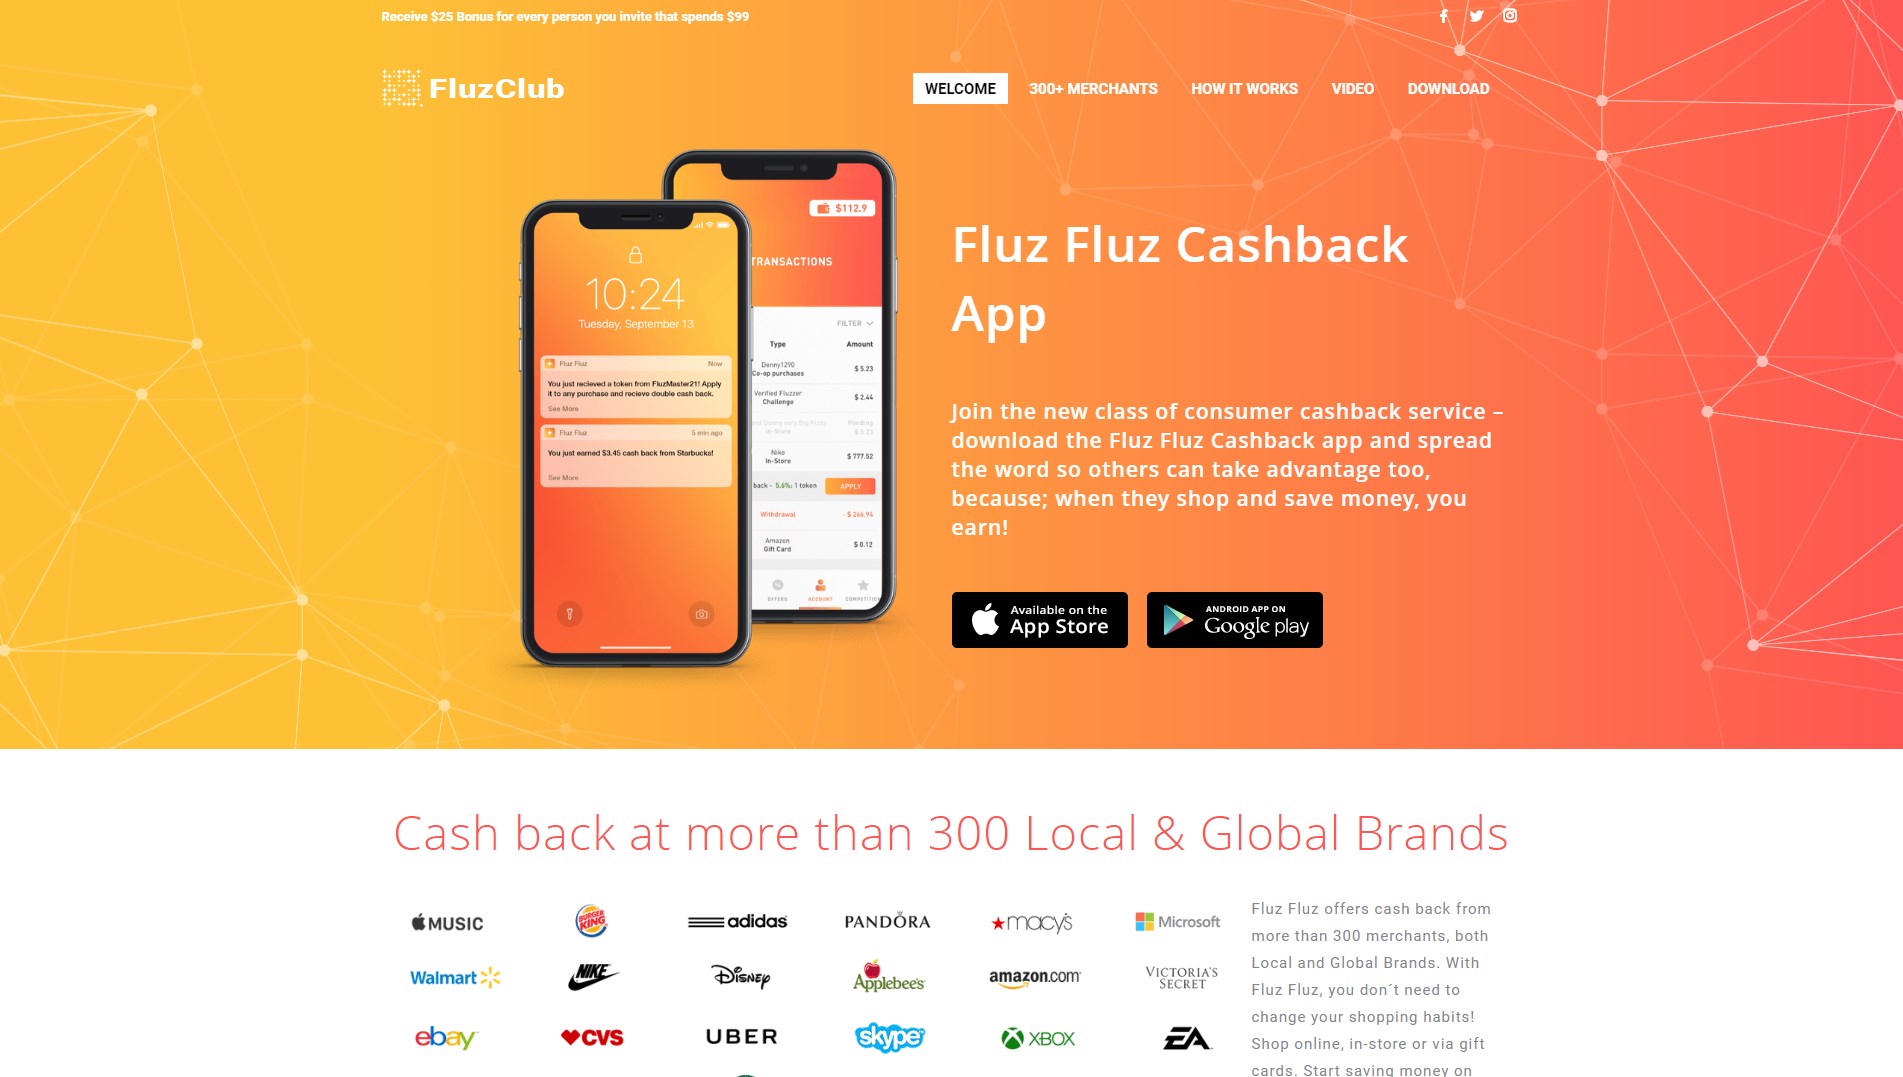 Receive $25 Bonus for every person you invite that spends $99
FluzClub
WELCOME
300+ MERCHANTS
HOW IT WORKS
VIDEO
DOWNLOAD
$112.9
TRANSACTIONS
FILTER
Type Amount
Denny1290
Co-op purchases
$ 5.23
Verified Fluzzer
Challenge
$ 2.44
In-Store
Pending
$ 5.23
Nike
In-Store
$ 777.52
back - 5.6%: 1 token
APPLY
Withdrawal
- $ 266.94
Amazon
Gift Card
$ 0.12
OFFERS
ACCOUNT
10:24
Tuesday, September 13
Fluz Fluz Now
You just recieved a token from FluzMaster21! Apply
it to any purchase and recieve double cash back.
See More
Fluz Fluz 5 min ago
You just earned $3.45 cash back from Starbucks!
See More
Fluz Fluz Cashback
App
Join the new class of consumer cashback service –
download the Fluz Fluz Cashback app and spread
the word so others can take advantage too,
because; when they shop and save money, you
earn!
Available on the
App Store
ANDROID APP ON
Google play
Cash back at more than 300 Local & Global Brands
MUSIC
BURGER
KING
adidas
PANDORA
macy's
Microsoft
Walmart
NIKE
Disney
Applebee's
amazon.com
VICTORIA'S
SECRET
ebay
CVS
UBER
skype
XBOX
EA
Fluz Fluz offers cash back from
more than 300 merchants, both
Local and Global Brands. With
Fluz Fluz, you don´t need to
change your shopping habits!
Shop online, in-store or via gift
cards. Start saving money on